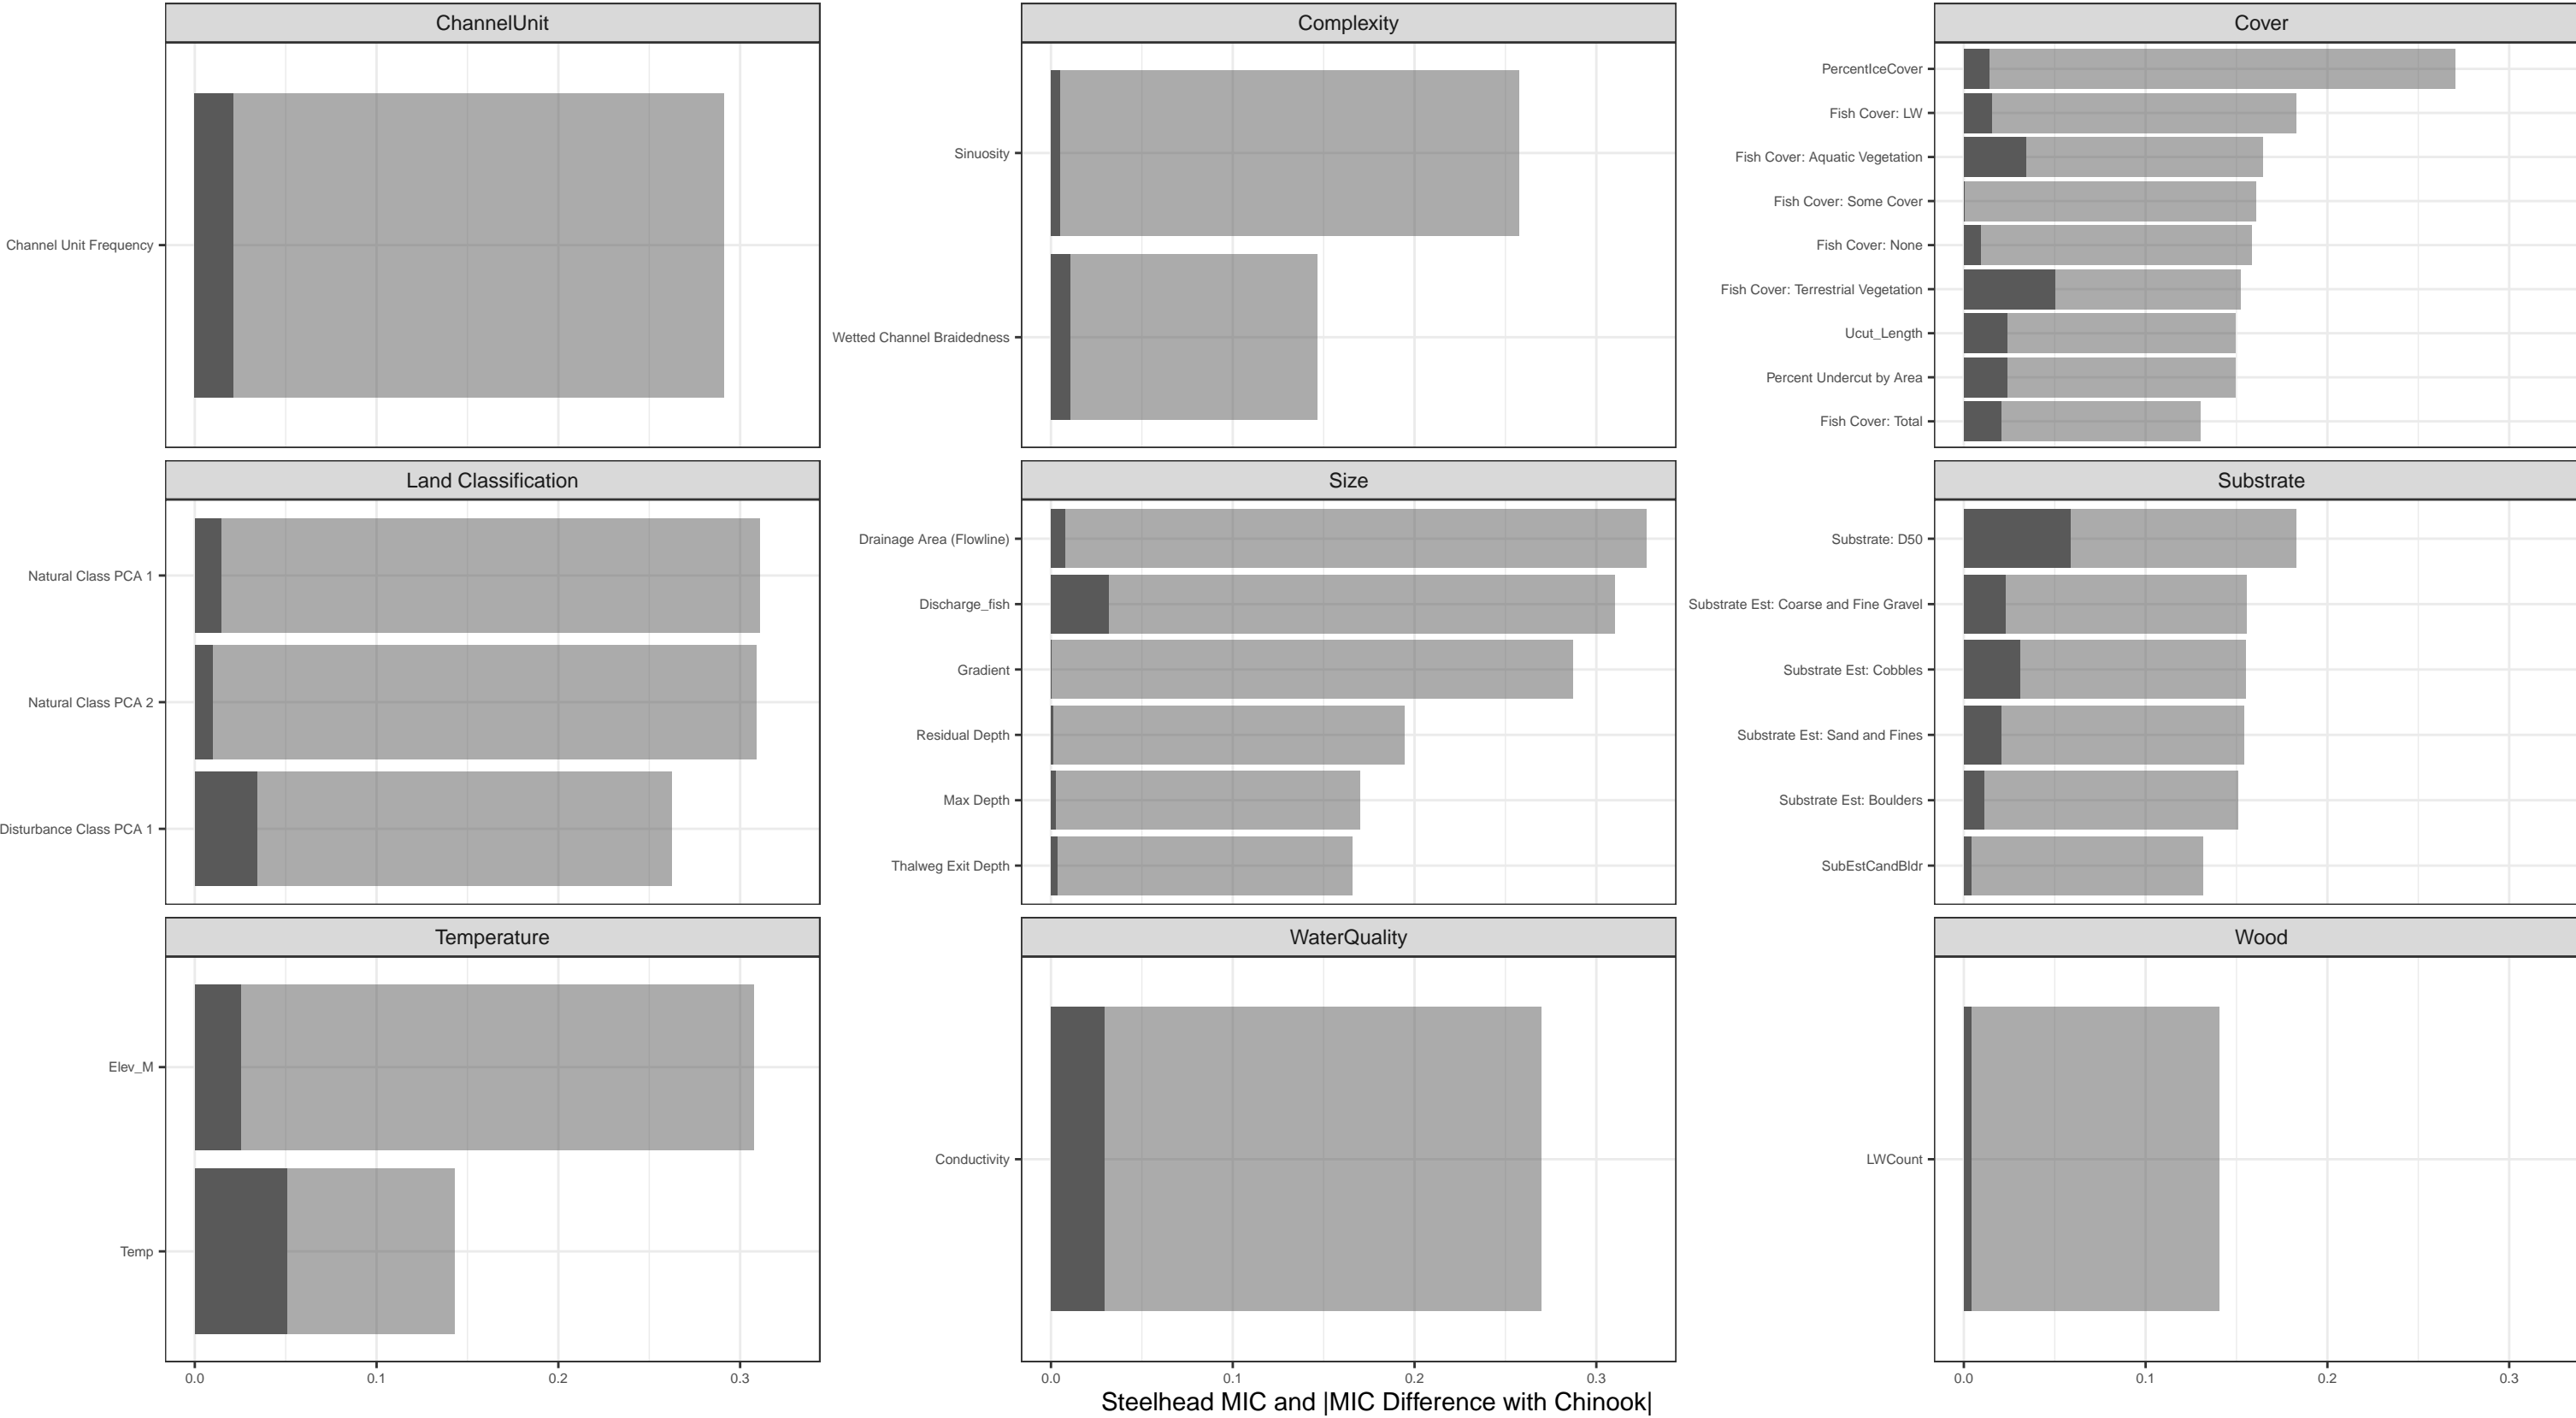 ChannelUnit
Channel Unit Frequency
Complexity
Sinuosity
Wetted Channel Braidedness
Cover
PercentIceCover
Fish Cover: LW
Fish Cover: Aquatic Vegetation
Fish Cover: Some Cover
Fish Cover: None
Fish Cover: Terrestrial Vegetation
Ucut_Length
Percent Undercut by Area
Fish Cover: Total
Land Classification
Natural Class PCA 1
Natural Class PCA 2
Disturbance Class PCA 1
Size
Drainage Area (Flowline)
Discharge_fish
Gradient
Residual Depth
Max Depth
Thalweg Exit Depth
Substrate
Substrate: D50
Substrate Est: Coarse and Fine Gravel
Substrate Est: Cobbles
Substrate Est: Sand and Fines
Substrate Est: Boulders
SubEstCandBldr
Temperature
Elev_M
Temp
0.0 0.1 0.2 0.3
WaterQuality
Conductivity
0.0 0.1 0.2 0.3
Wood
LWCount
0.0 0.1 0.2 0.3
Steelhead MIC and |MIC Difference with Chinook|